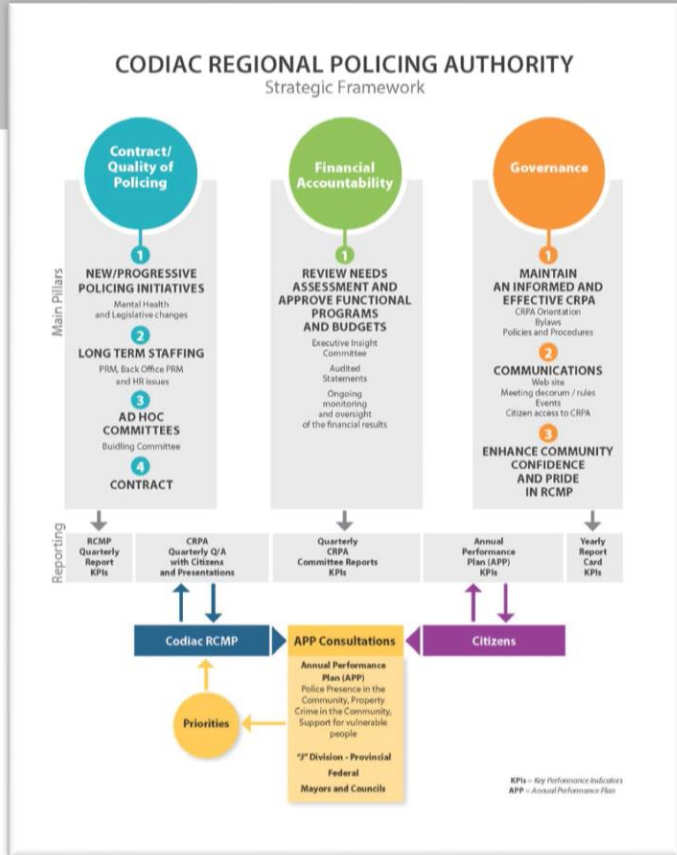 CODIAC REGIONAL POLICING AUTHORITY
Strategic Framework
Contract/
Quality of
Policing
Financial
Accountability
Governance
Main Pillars
1
NEW/PROGRESSIVE
POLICING INITIATIVES
Mental Health
and Legislative changes
2
LONG TERM STAFFING
PRM, Back Office PRM
and HR issues
3
AD HOC
COMMITTEES
Buidling Committee
4
CONTRACT
1
REVIEW NEEDS
ASSESSMENT AND
APPROVE FUNCTIONAL
PROGRAMS
AND BUDGETS
Executive Insight
Committee
Audited
Statements
Ongoing
monitoring
and oversight
of the financial results
1
MAINTAIN
AN INFORMED AND
EFFECTIVE CRPA
CRPA Orientation
Bylaws
Policies and Procedures
2
COMMUNICATIONS
Web site
Meeting decorum / rules
Events
Citizen access to CRPA
3
ENHANCE COMMUNITY
CONFIDENCE
AND PRIDE
IN RCMP
Reporting
RCMP
Quarterly
Report
KPIs
CRPA
Quarterly Q/A
with Citizens
and Presentations
Quarterly
CRPA
Committee Reports
KPIs
Annual
Performance
Plan (APP)
KPIs
Yearly
Report
Card
KPIs
Codiac RCMP
APP Consultations
Citizens
Priorities
Annual Performance
Plan (APP)
Police Presence in the
Community, Property
Crime in the Community,
Support for vulnerable
people
"J" Division - Provincial
Federal
Mayors and Councils
KPIs = Key Performance Indicators
APP = Annual Performance Plan